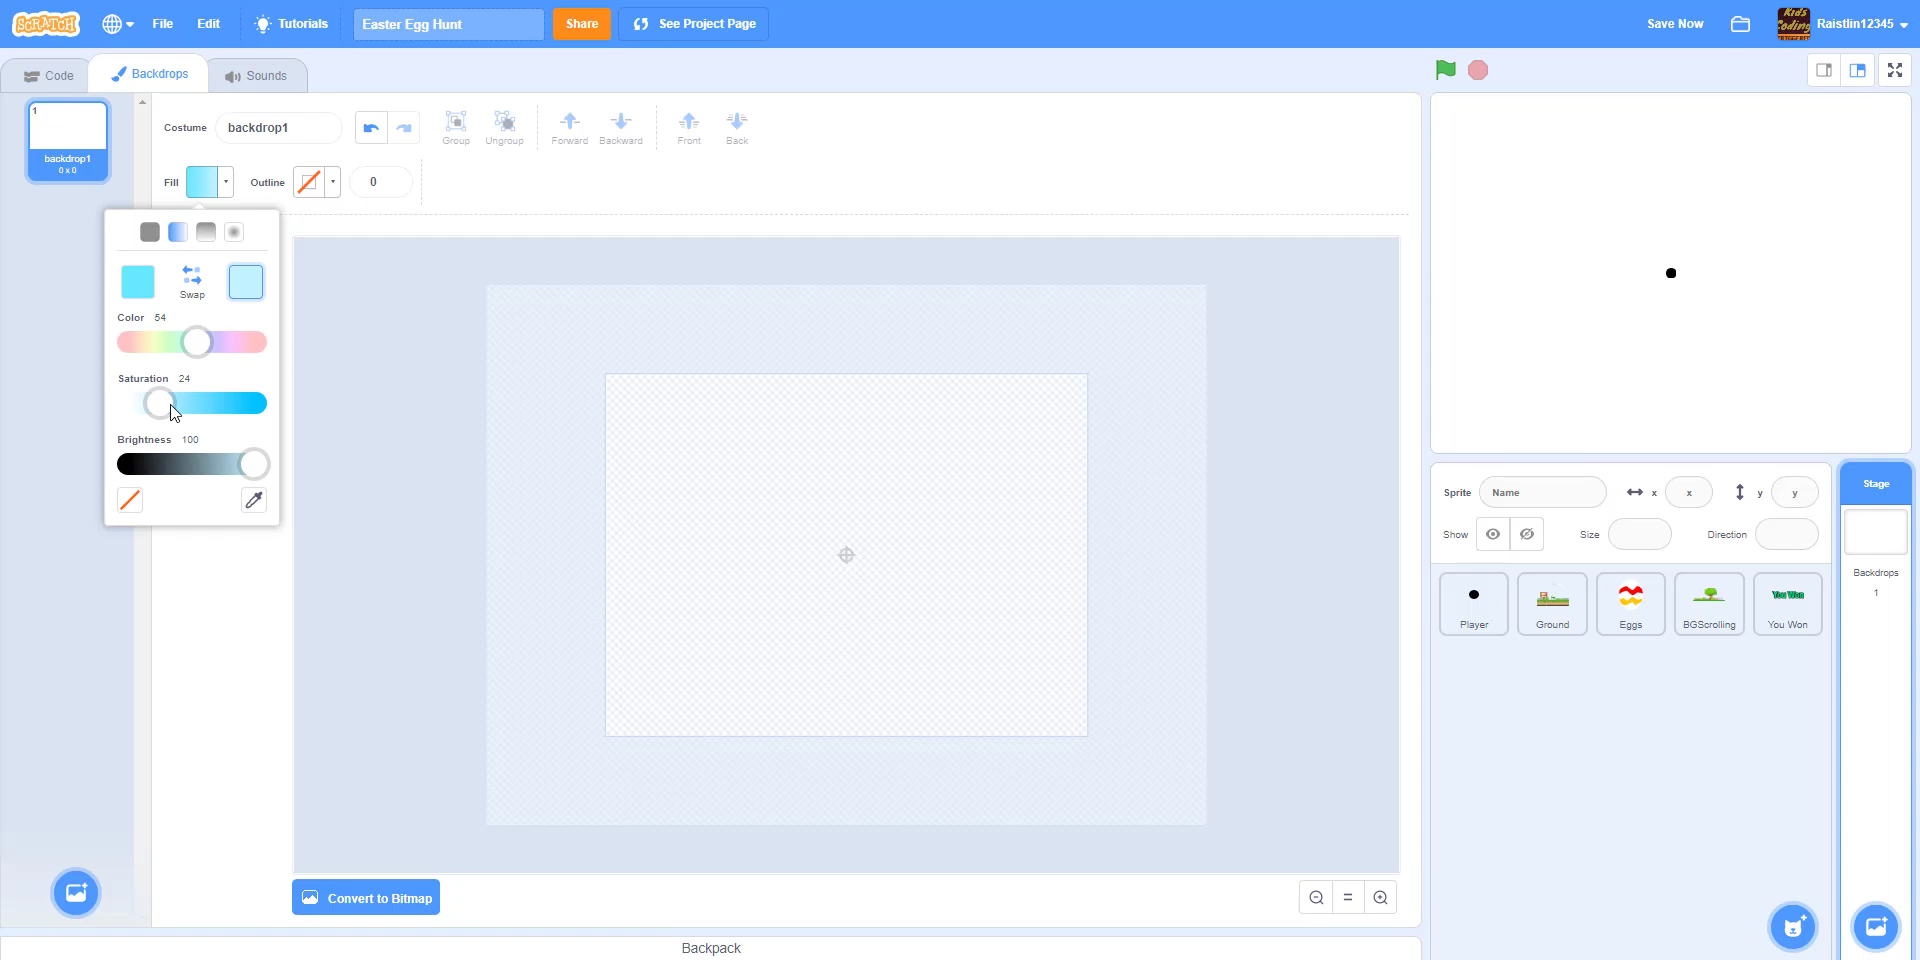 SCRATCH
File
Edit
Tutorials
Easter Egg Hunt
Share
See Project Page
Save Now
Kids
Coding
Raistlin12345
Code
Backdrops
Sounds
1
backdrop1
0 x 0
Costume
backdrop1
Group
Ungroup
Forward
Backward
Front
Back
Fill
Outline
0
Swap
Color 54
Saturation 24
Brightness 100
Convert to Bitmap
Backpack
Sprite
Name
x
x
y
y
Show
Size
Direction
Player
Ground
Eggs
BGScrolling
You Won
You Won
Stage
Backdrops
1